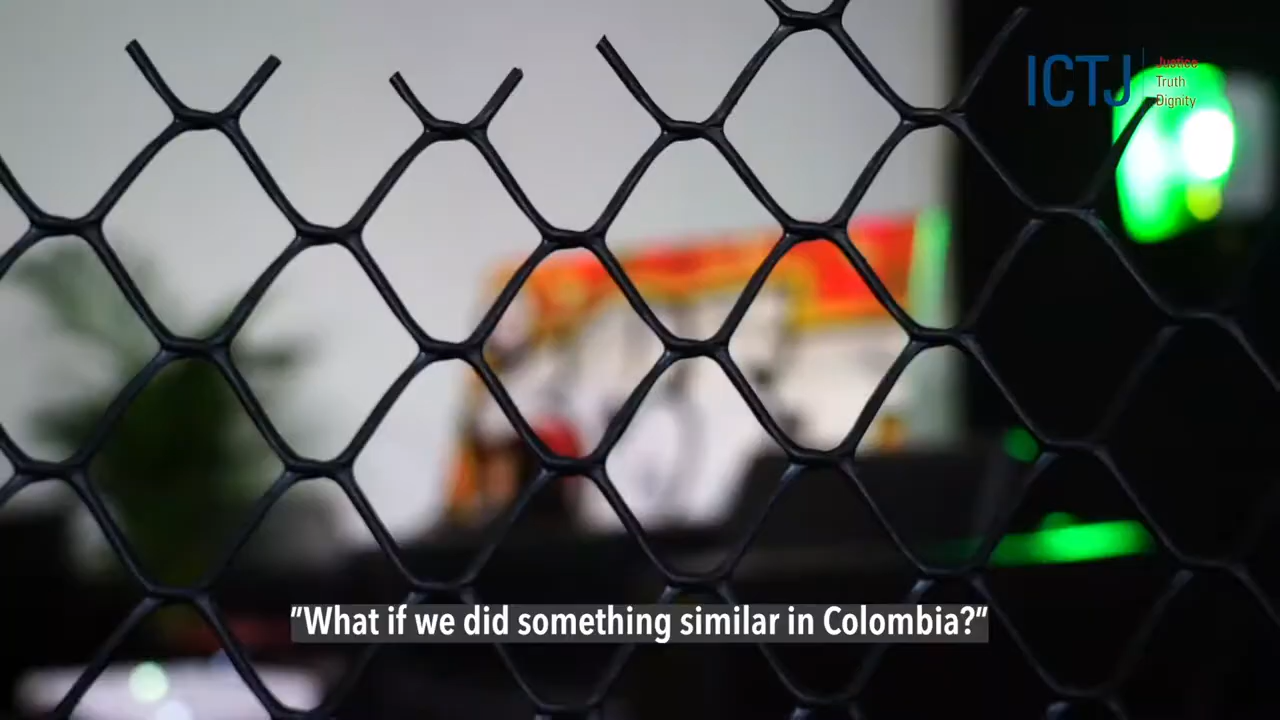 ICTJ
Justice
Truth
Dignity
"What if we did something similar in Colombia?"